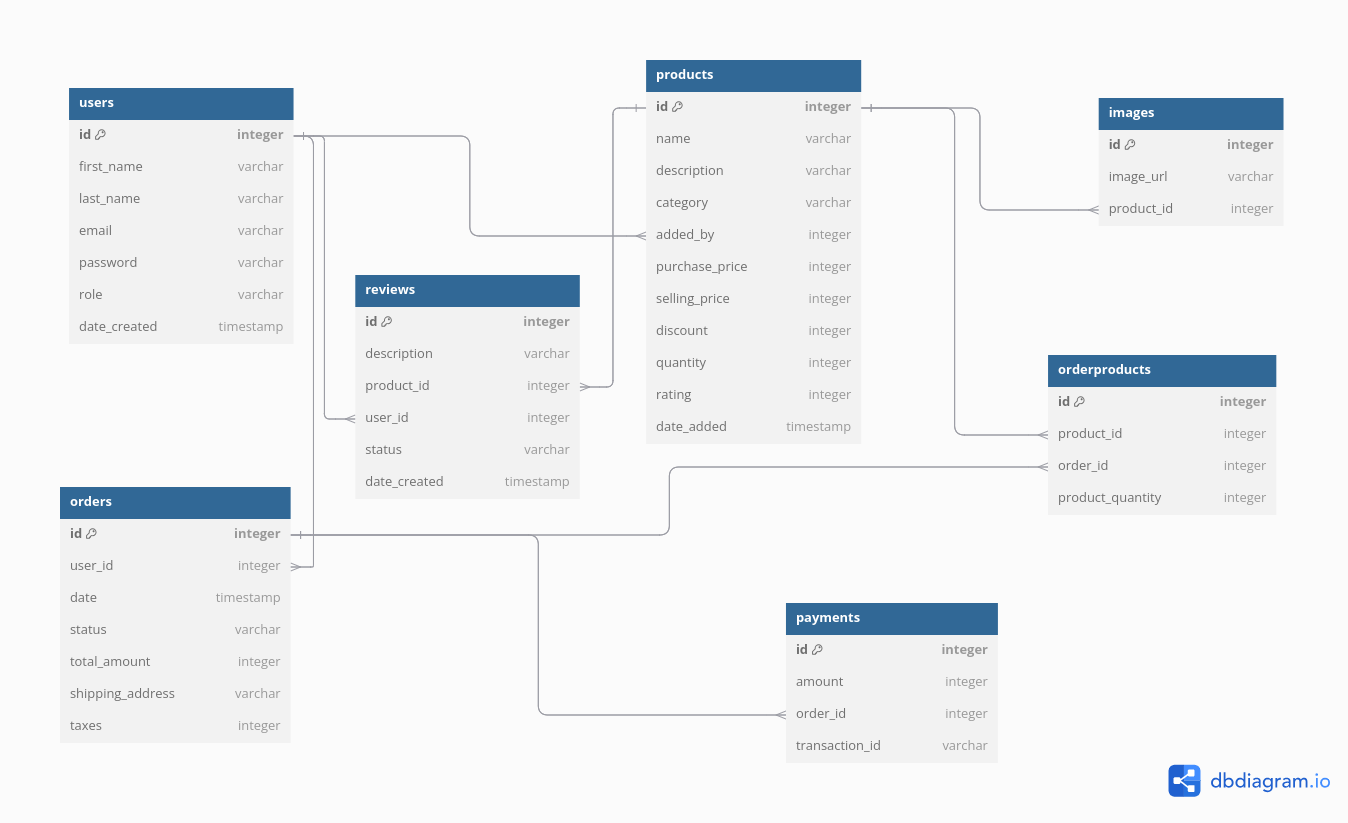 users
id integer
first_name varchar
last_name varchar
email varchar
password varchar
role varchar
date_created timestamp
products
id integer
name varchar
description varchar
category varchar
added_by integer
purchase_price integer
selling_price integer
discount integer
quantity integer
rating integer
date_added timestamp
images
id integer
image_url varchar
product_id integer
reviews
id integer
description varchar
product_id integer
user_id integer
status varchar
date_created timestamp
orderproducts
id integer
product_id integer
order_id integer
product_quantity integer
orders
id integer
user_id integer
date timestamp
status varchar
total_amount integer
shipping_address varchar
taxes integer
payments
id integer
amount integer
order_id integer
transaction_id varchar
dbdiagram.io